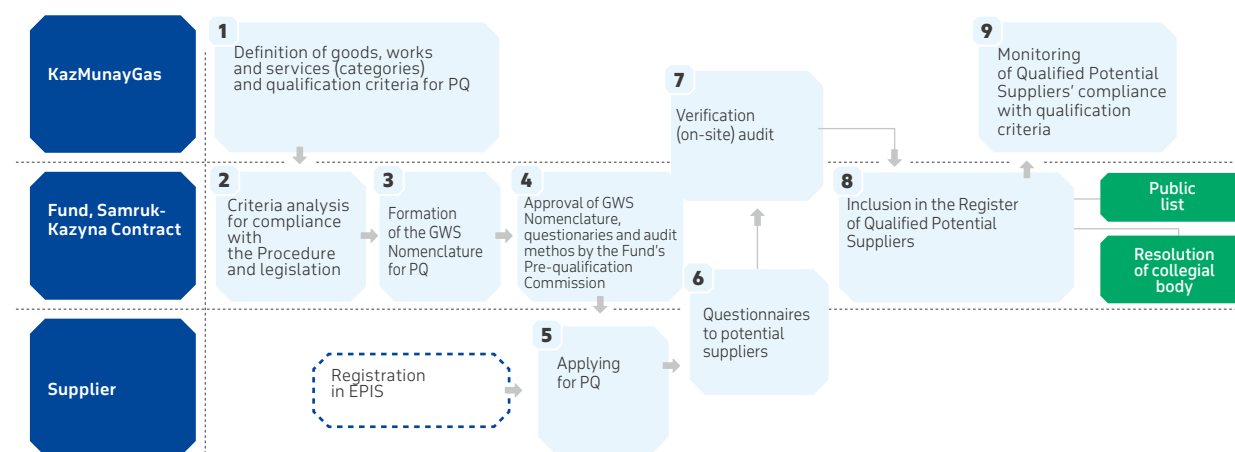 KazMunayGas
1
Definition of goods, works
and services (categories)
and qualification criteria for PQ
7
Verification
(on-site) audit
9
Monitoring
of Qualified Potential
Suppliers’ compliance
with qualification
criteria
Fund, Samruk-
Kazyna Contract
2
Criteria analysis
for compliance
with
the Procedure
and legislation
3
Formation
of the GWS
Nomenclature
for PQ
4
Approval of GWS
Nomenclature,
questionaries and audit
methos by the Fund’s
Pre-qualification
Commission
8
Inclusion in the Register
of Qualified Potential
Suppliers
Public
list
Resolution
of collegial
body
Supplier
Registration
in EPIS
5
Applying
for PQ
6
Questionnaires
to potential
suppliers